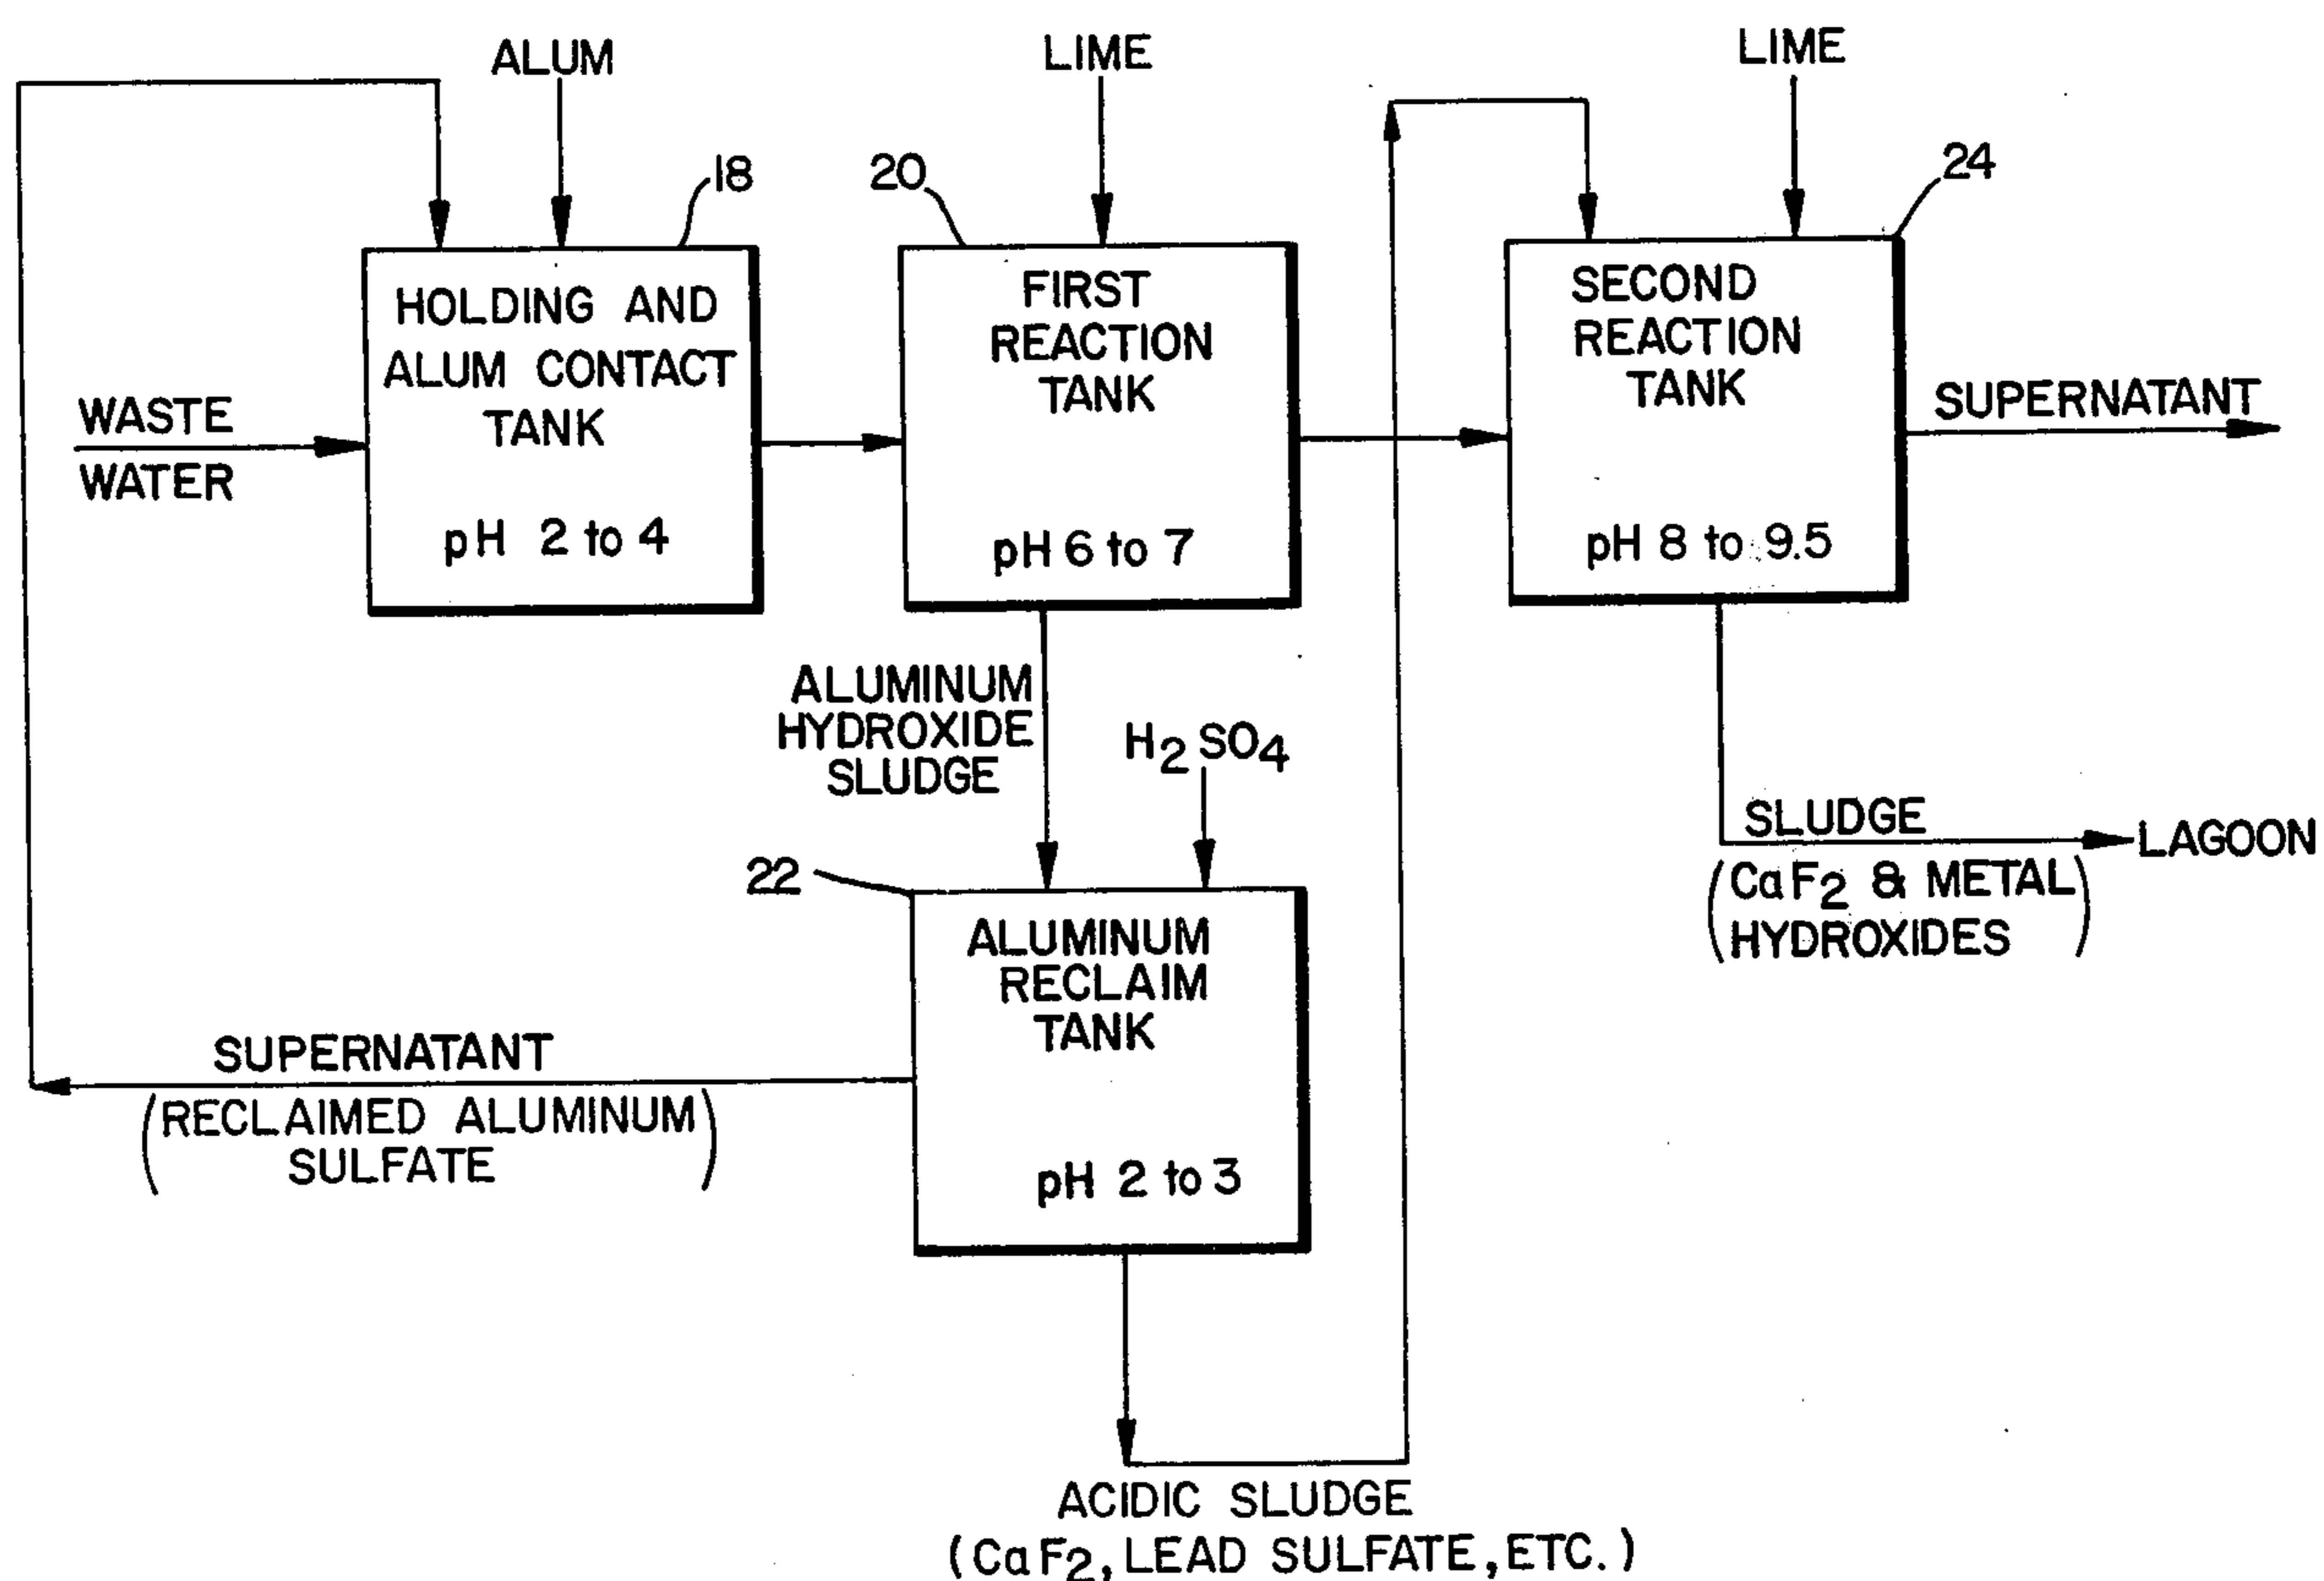 ALUM
LIME
LIME
18
20
24
HOLDING AND
ALUM CONTACT
TANK
pH 2 to 4
FIRST
REACTION
TANK
pH 6 to 7
SECOND
REACTION
TANK
pH 8 to 9.5
WASTE
WATER
SUPERNATANT
ALUMINUM
HYDROXIDE
SLUDGE
H2SO4
SLUDGE
LAGOON
(CaF2 & METAL
HYDROXIDES)
22
ALUMINUM
RECLAIM
TANK
pH 2 to 3
SUPERNATANT
(RECLAIMED ALUMINUM
SULFATE)
ACIDIC SLUDGE
(CaF2, LEAD SULFATE, ETC.)